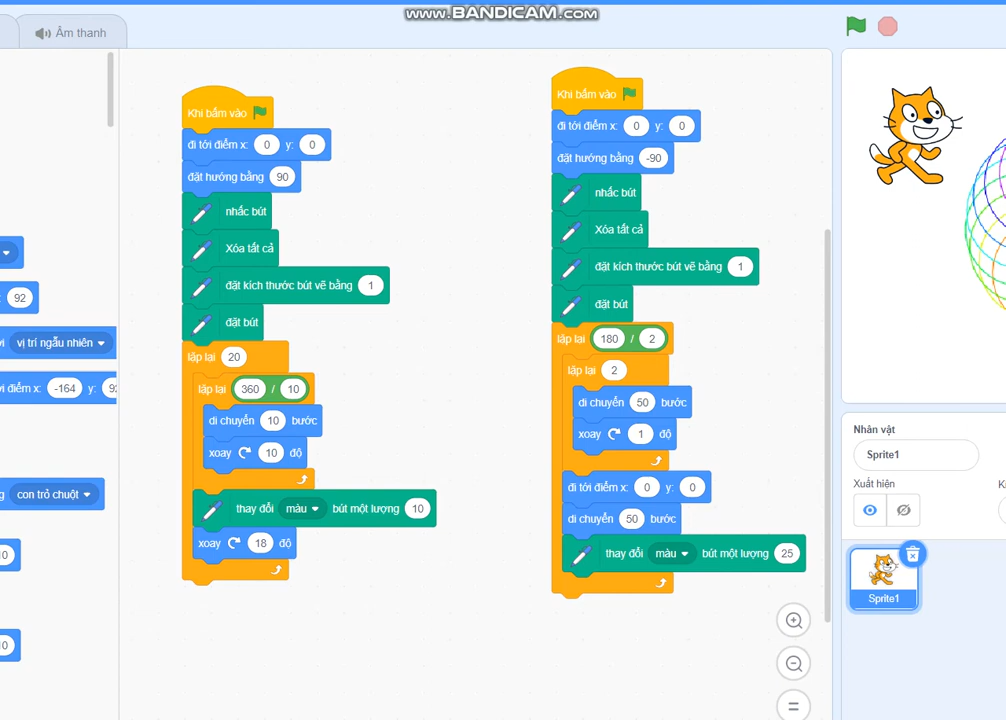 www.BANDICAM.com
Âm thanh
92
vị trí ngẫu nhiên
điểm x: -164 y: 92
con trỏ chuột
Khi bấm vào
đi tới điểm x: 0 y: 0
đặt hướng bằng 90
nhấc bút
Xóa tất cả
đặt kích thước bút vẽ bằng 1
đặt bút
lặp lại 20
lặp lại 360 / 10
di chuyển 10 bước
xoay 10 độ
thay đổi màu bút một lượng 10
xoay 18 độ
Khi bấm vào
đi tới điểm x: 0 y: 0
đặt hướng bằng -90
nhấc bút
Xóa tất cả
đặt kích thước bút vẽ bằng 1
đặt bút
lặp lại 180 / 2
lặp lại 2
di chuyển 50 bước
xoay 1 độ
đi tới điểm x: 0 y: 0
di chuyển 50 bước
thay đổi màu bút một lượng 25
Nhân vật
Sprite1
Xuất hiện
Sprite1